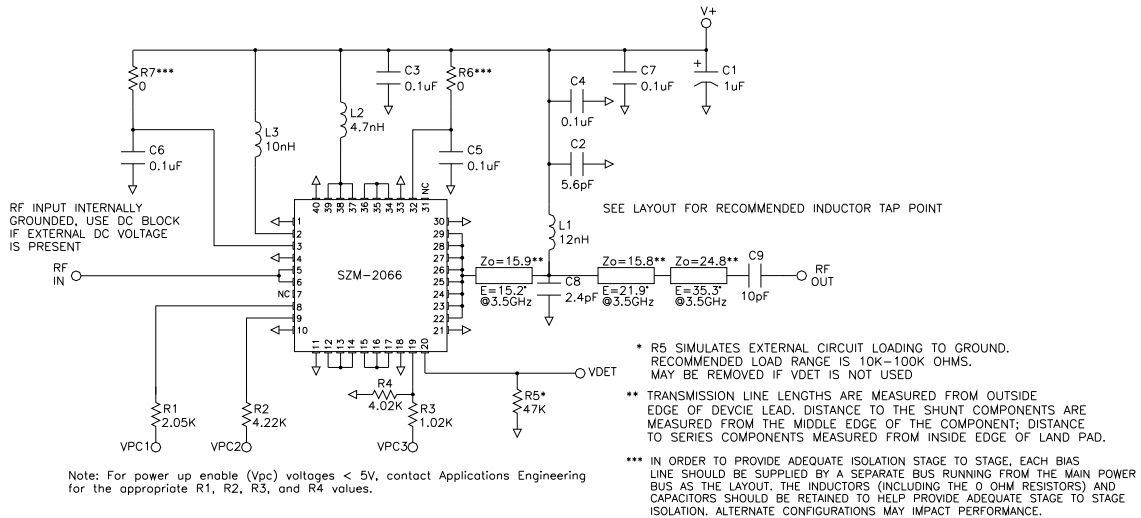 V+
R7***
0
C3
0.1uF
R6***
0
C7
0.1uF
+
C1
1uF
C4
0.1uF
L2
4.7nH
L3
10nH
C6
0.1uF
C5
0.1uF
C2
5.6pF
RF INPUT INTERNALLY
GROUNDED, USE DC BLOCK
IF EXTERNAL DC VOLTAGE
IS PRESENT
40 39 38 37 36 35 34 33 32 31 NC
SEE LAYOUT FOR RECOMMENDED INDUCTOR TAP POINT
L1
12nH
1
2
3
4
5
6
NC 7
8
9
10
30
29
28
27
26
25
24
23
22
21
SZM-2066
RF
IN
Zo=15.9**
E=15.2°
@3.5GHz
C8
2.4pF
Zo=15.8**
E=21.9°
@3.5GHz
Zo=24.8**
E=35.3°
@3.5GHz
C9
10pF
RF
OUT
11 12 13 14 15 16 17 18 19 20
VDET
R4
4.02K
R5*
47K
R1
2.05K
R2
4.22K
R3
1.02K
VPC1
VPC2
VPC3
* R5 SIMULATES EXTERNAL CIRCUIT LOADING TO GROUND.
RECOMMENDED LOAD RANGE IS 10K-100K OHMS.
MAY BE REMOVED IF VDET IS NOT USED
** TRANSMISSION LINE LENGTHS ARE MEASURED FROM OUTSIDE
EDGE OF DEVCIE LEAD. DISTANCE TO THE SHUNT COMPONENTS ARE
MEASURED FROM THE MIDDLE EDGE OF THE COMPONENT; DISTANCE
TO SERIES COMPONENTS MEASURED FROM INSIDE EDGE OF LAND PAD.
*** IN ORDER TO PROVIDE ADEQUATE ISOLATION STAGE TO STAGE, EACH BIAS
LINE SHOULD BE SUPPLIED BY A SEPARATE BUS RUNNING FROM THE MAIN POWER
BUS AS THE LAYOUT. THE INDUCTORS (INCLUDING THE 0 OHM RESISTORS) AND
CAPACITORS SHOULD BE RETAINED TO HELP PROVIDE ADEQUATE STAGE TO STAGE
ISOLATION. ALTERNATE CONFIGURATIONS MAY IMPACT PERFORMANCE.
Note: For power up enable (Vpc) voltages < 5V, contact Applications Engineering
for the appropriate R1, R2, R3, and R4 values.